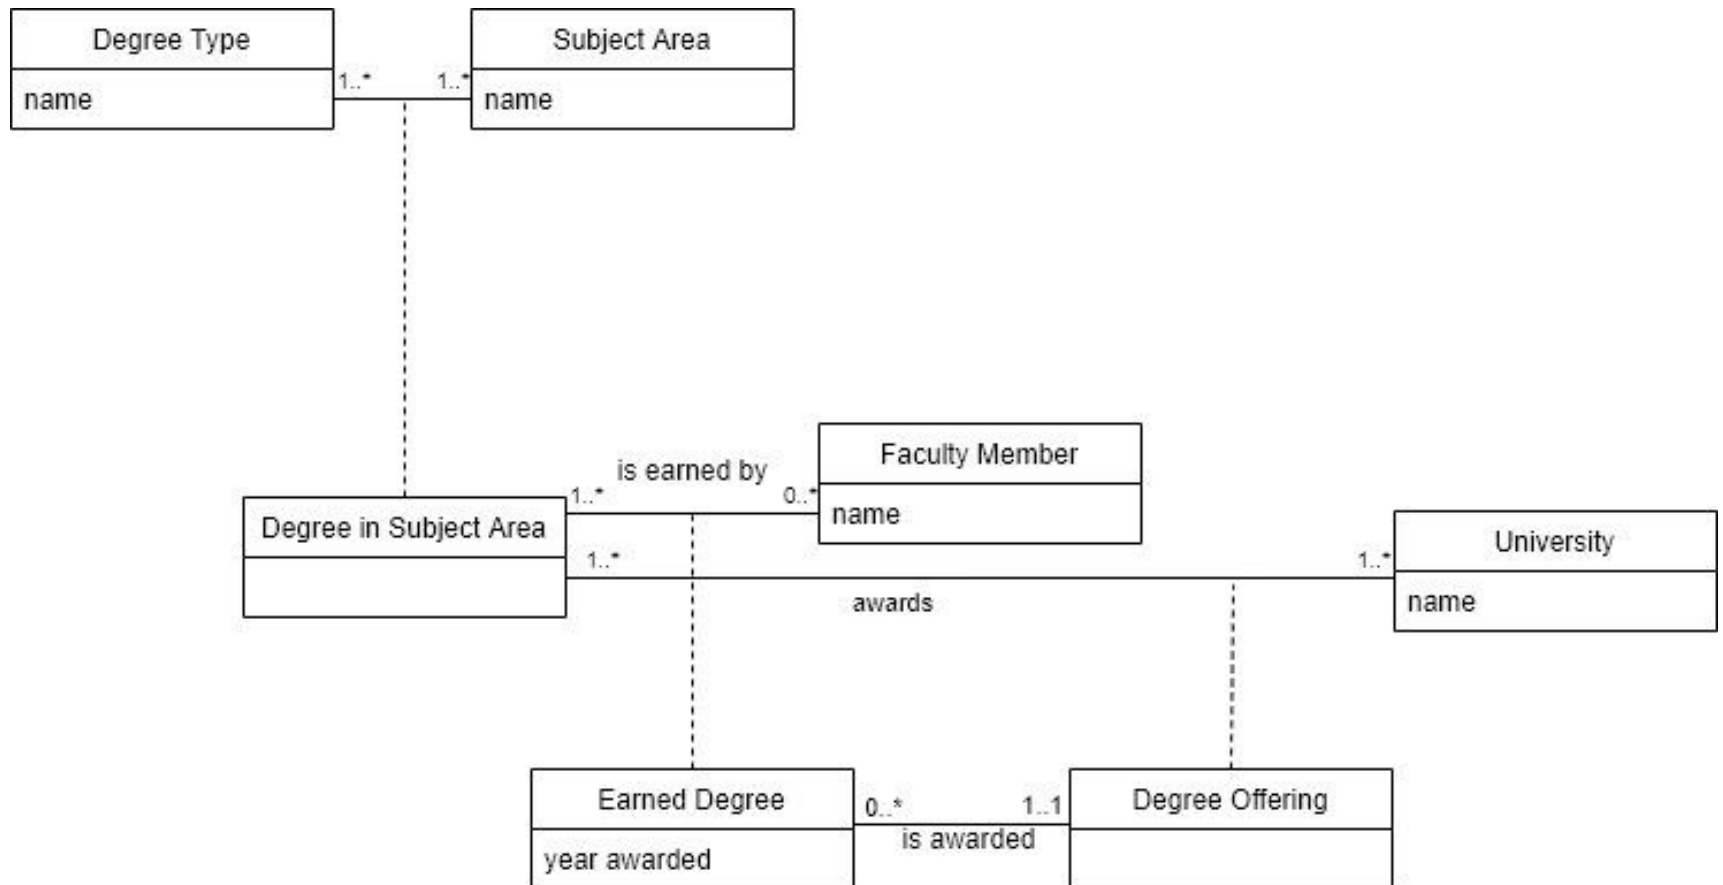 Degree Type
Subject Area
name
1..*
1..*
name
Faculty Member
is earned by
1..*
0..*
name
Degree in Subject Area
University
1..*
1..*
awards
name
Earned Degree
Degree Offering
0..*
1..1
is awarded
year awarded